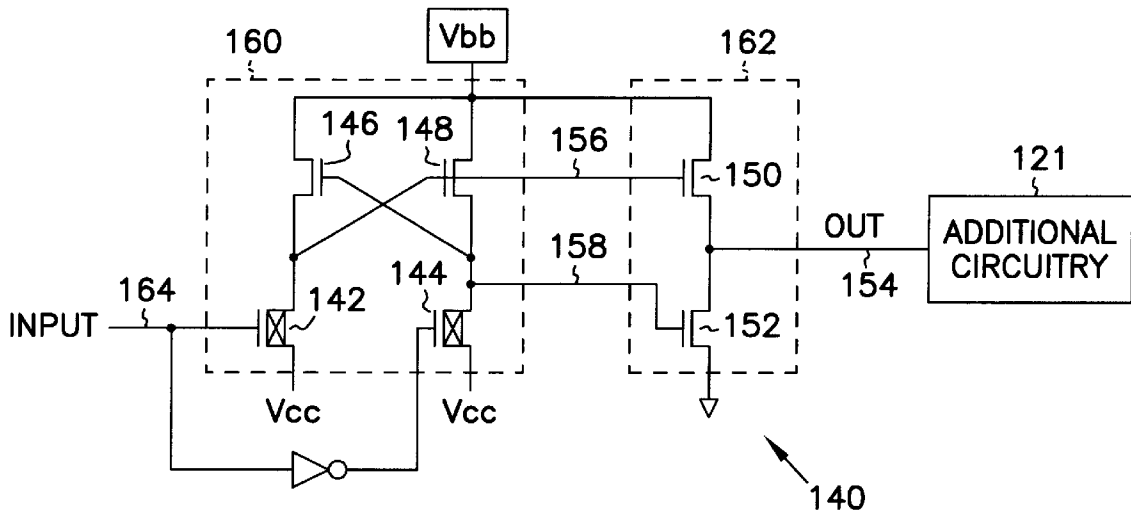 160
Vbb
162
146
148
156
150
121
OUT
ADDITIONAL
CIRCUITRY
154
158
164
INPUT
142
144
152
Vcc
Vcc
140